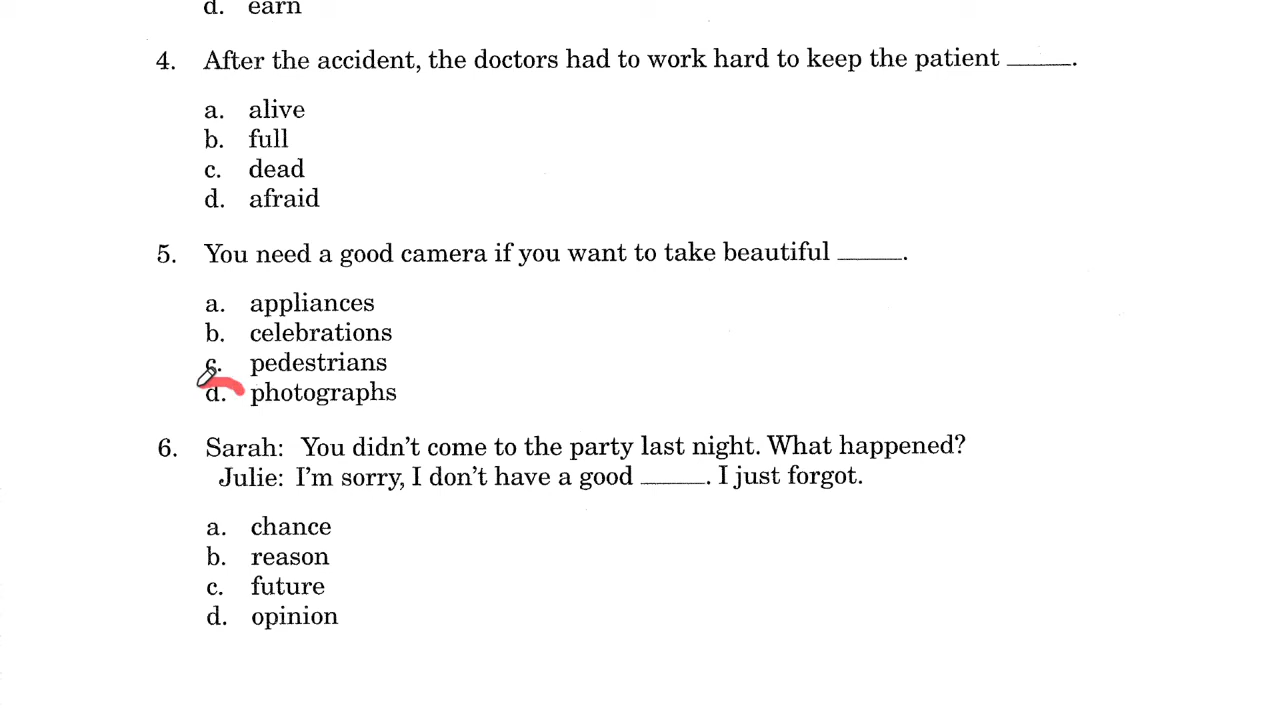 d. earn
4. After the accident, the doctors had to work hard to keep the patient _____.
a. alive
b. full
c. dead
d. afraid
5. You need a good camera if you want to take beautiful _____.
a. appliances
b. celebrations
c. pedestrians
d. photographs
6. Sarah: You didn't come to the party last night. What happened?
Julie: I'm sorry, I don't have a good _____. I just forgot.
a. chance
b. reason
c. future
d. opinion